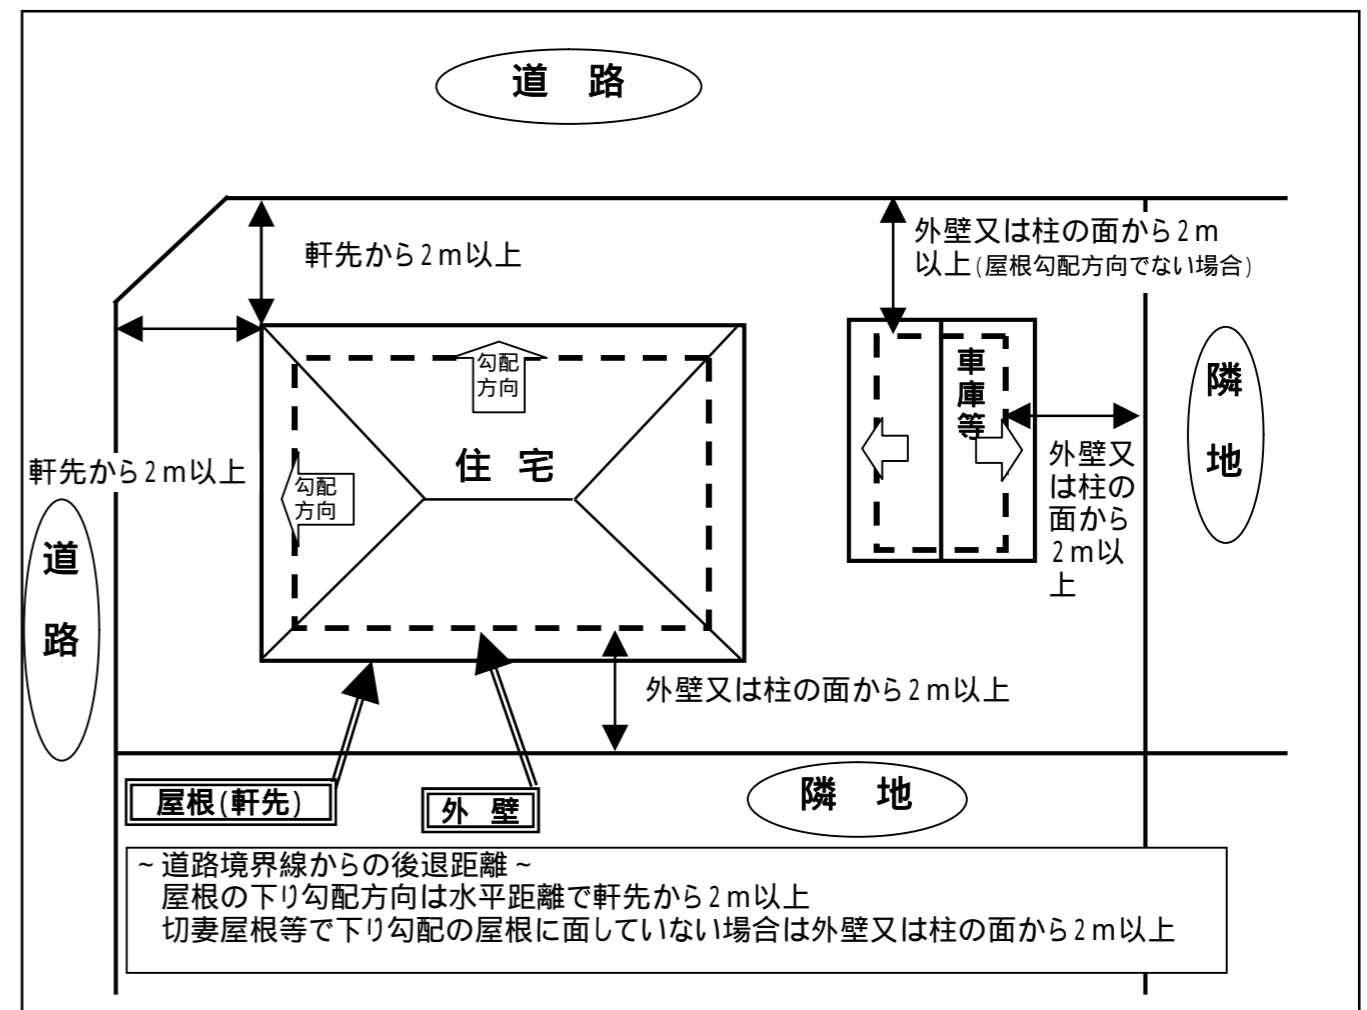 道　路
軒先から2m以上
外壁又は柱の面から2m
以上(屋根勾配方向でない場合)
勾配
方向
車庫等
隣地
軒先から2m以上
住宅
勾配
方向
外壁又
は柱の
面から
2m以
上
道路
外壁又は柱の面から2m以上
屋根(軒先)
外　壁
隣　地
~道路境界線からの後退距離~
屋根の下り勾配方向は水平距離で軒先から2m以上
切妻屋根等で下り勾配の屋根に面していない場合は外壁又は柱の面から2m以上